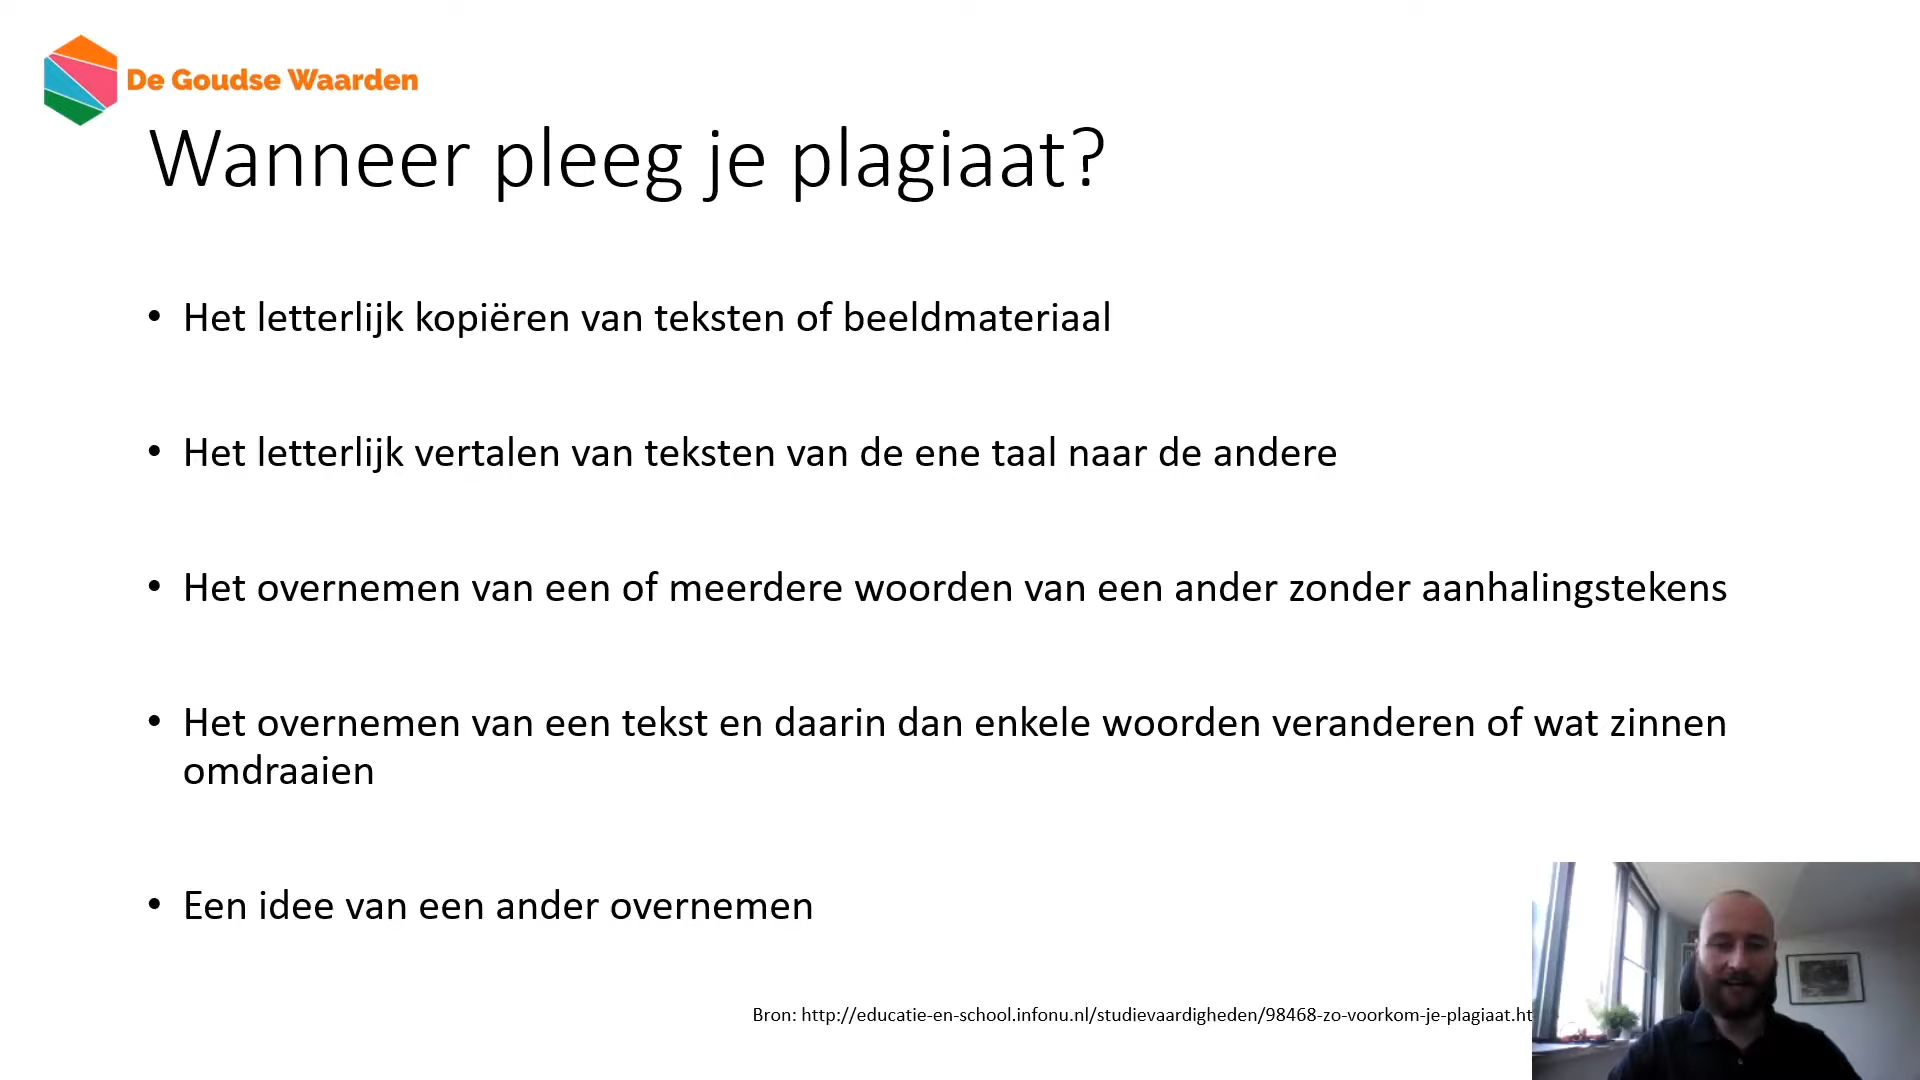 De Goudse Waarden
Wanneer pleeg je plagiaat?
• Het letterlijk kopiëren van teksten of beeldmateriaal
• Het letterlijk vertalen van teksten van de ene taal naar de andere
• Het overnemen van een of meerdere woorden van een ander zonder aanhalingstekens
• Het overnemen van een tekst en daarin dan enkele woorden veranderen of wat zinnen
omdraaien
• Een idee van een ander overnemen
Bron: http://educatie-en-school.infonu.nl/studievaardigheden/98468-zo-voorkom-je-plagiaat.ht